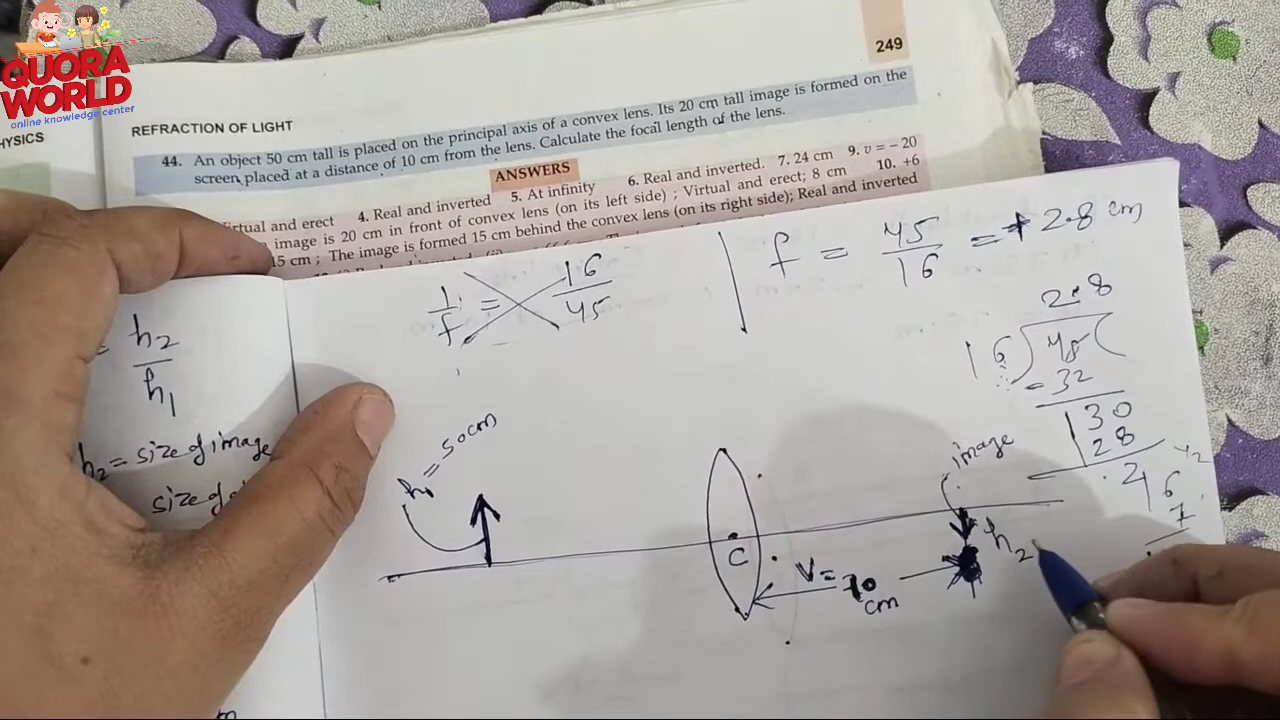 QUORA
WORLD
online knowledge center
HYSICS
249
REFRACTION OF LIGHT
44. An object 50 cm tall is placed on the principal axis of a convex lens. Its 20 cm tall image is formed on the
screen placed at a distance of 10 cm from the lens. Calculate the focal length of the lens.
ANSWERS
rtual and erect 4. Real and inverted 5. At infinity 6. Real and inverted. 7. 24 cm 9. v = – 20
image is 20 cm in front of convex lens (on its left side) ; Virtual and erect; 8 cm 10. +6
15 cm ; The image is formed 15 cm behind the convex lens (on its right side); Real and inverted
1/f = 16/45
f = 45/16 = + 2.8 cm
2.8
16 ) 45 (
- 32
130
128
2
= h2/h1
h2 = size of image
size of
h1 = 50cm
image
C
V = 10 cm
h2